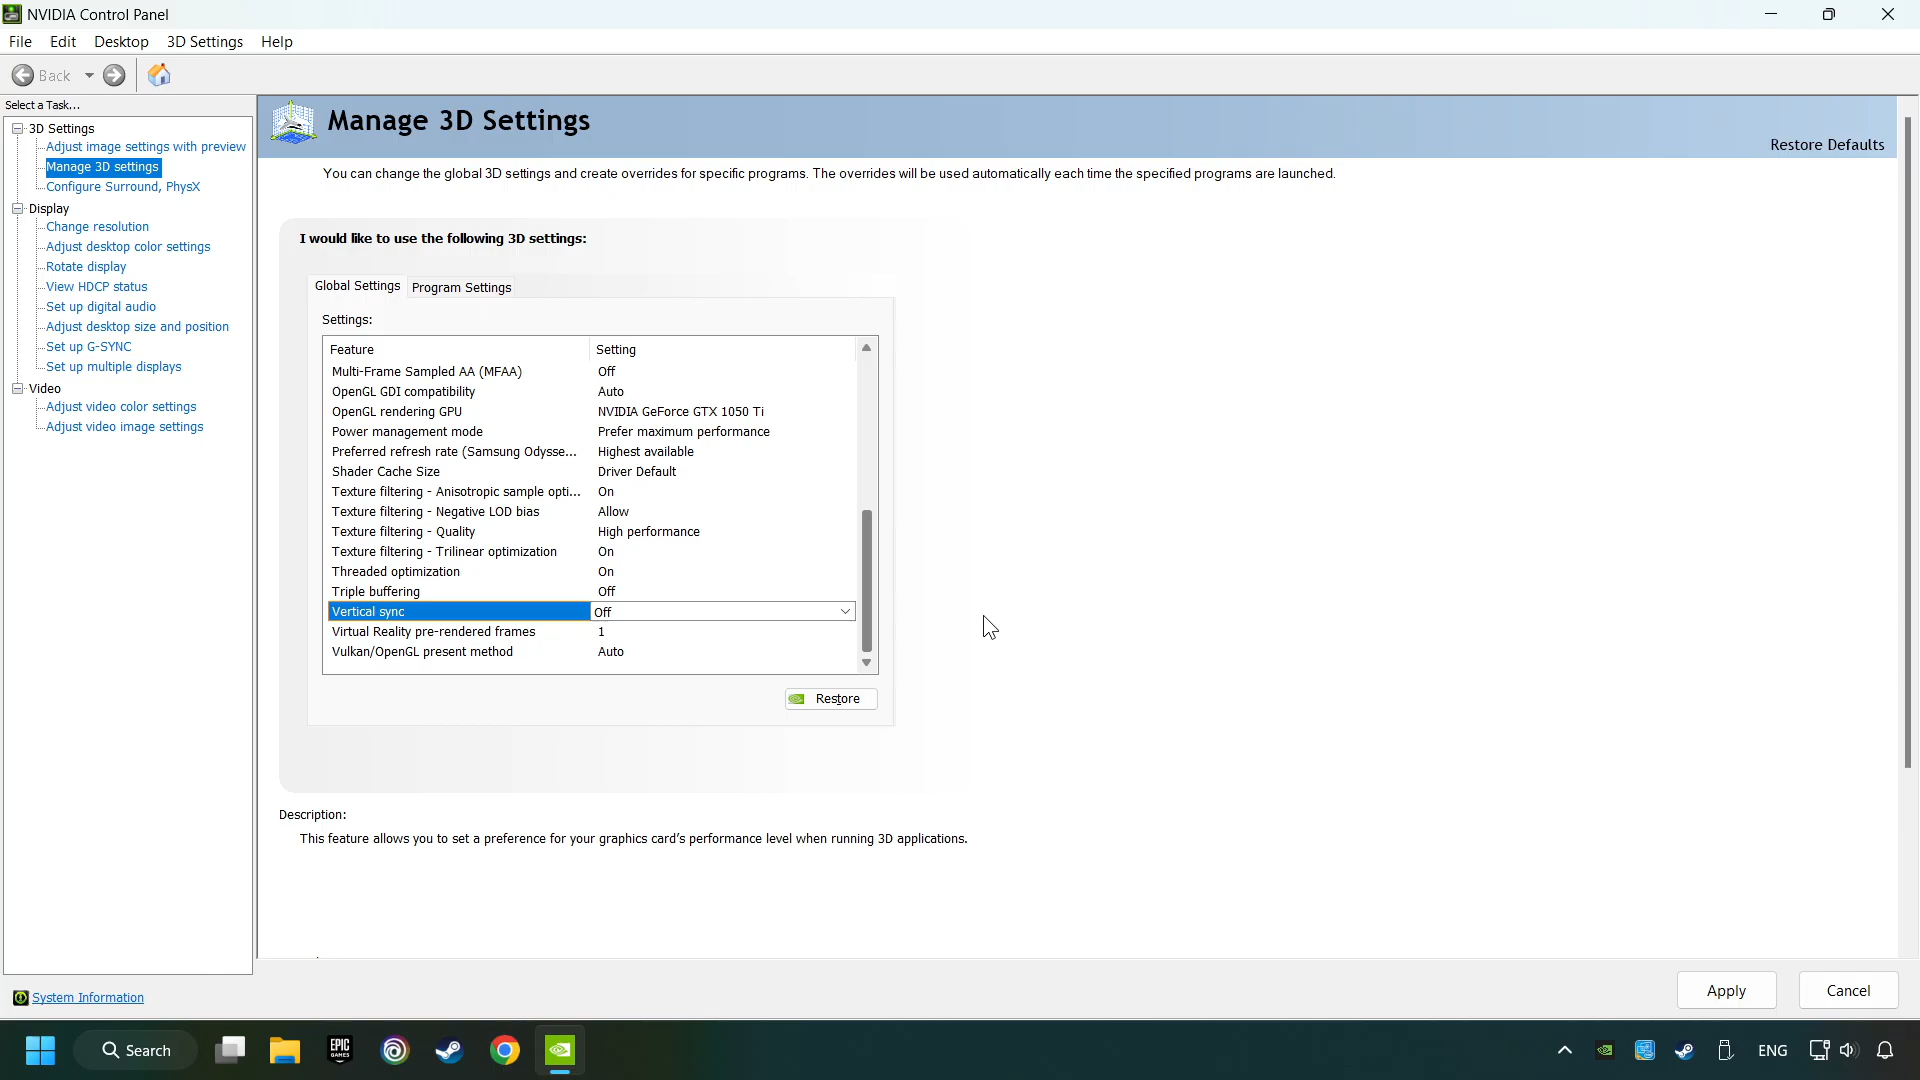 NVIDIA Control Panel
File Edit Desktop 3D Settings Help
Back
Select a Task...
3D Settings
Adjust image settings with preview
Manage 3D settings
Configure Surround, PhysX
Display
Change resolution
Adjust desktop color settings
Rotate display
View HDCP status
Set up digital audio
Adjust desktop size and position
Set up G-SYNC
Set up multiple displays
Video
Adjust video color settings
Adjust video image settings
System Information
Manage 3D Settings
Restore Defaults
You can change the global 3D settings and create overrides for specific programs. The overrides will be used automatically each time the specified programs are launched.
I would like to use the following 3D settings:
Global Settings Program Settings
Settings:
Feature Setting
Multi-Frame Sampled AA (MFAA) Off
OpenGL GDI compatibility Auto
OpenGL rendering GPU NVIDIA GeForce GTX 1050 Ti
Power management mode Prefer maximum performance
Preferred refresh rate (Samsung Odysse... Highest available
Shader Cache Size Driver Default
Texture filtering - Anisotropic sample opti... On
Texture filtering - Negative LOD bias Allow
Texture filtering - Quality High performance
Texture filtering - Trilinear optimization On
Threaded optimization On
Triple buffering Off
Vertical sync Off
Virtual Reality pre-rendered frames 1
Vulkan/OpenGL present method Auto
Restore
Description:
This feature allows you to set a preference for your graphics card's performance level when running 3D applications.
Apply Cancel
Search EPIC GAMES ENG